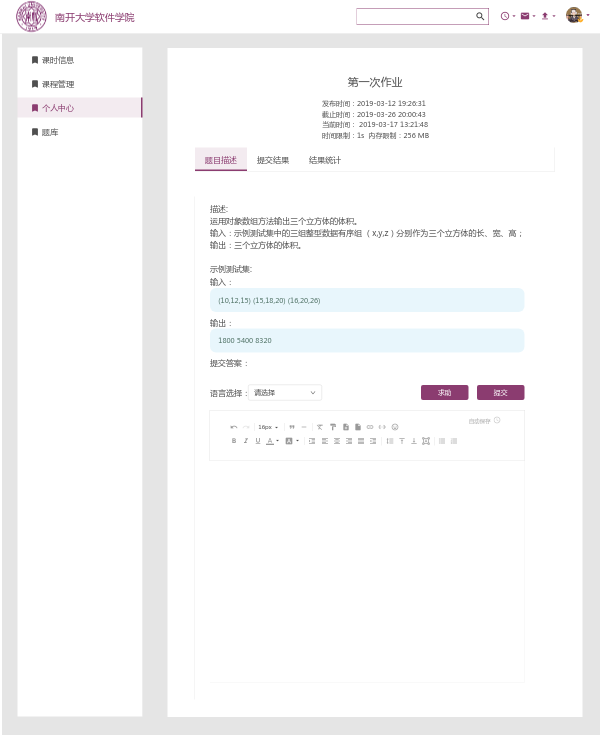 南开大学软件学院
课时信息
课程管理
个人中心
题库
第一次作业
发布时间：2019-03-12 19:26:31
截止时间：2019-03-26 20:00:43
当前时间： 2019-03-17 13:21:48
时间限制：1s 内存限制：256 MB
题目描述 提交结果 结果统计
描述:
运用对象数组方法输出三个立方体的体积。
输入：示例测试集中的三组整型数据有序组（x,y,z）分别作为三个立方体的长、宽、高；
输出：三个立方体的体积。
示例测试集:
输入：
(10,12,15) (15,18,20) (16,20,26)
输出：
1800 5400 8320
提交答案：
语言选择： 请选择 求助 提交
自动保存
16px
B I U A A